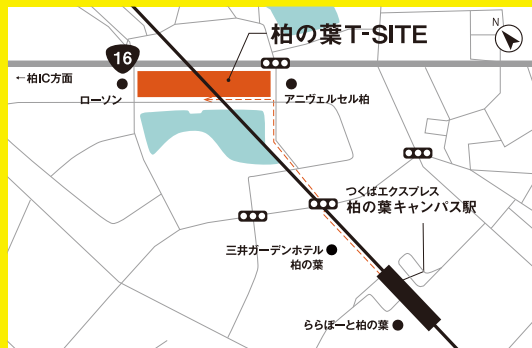 柏の葉T-SITE
N
16
←柏IC方面
ローソン
アニヴェルセル柏
つくばエクスプレス
柏の葉キャンパス駅
三井ガーデンホテル
柏の葉
ららぽーと柏の葉